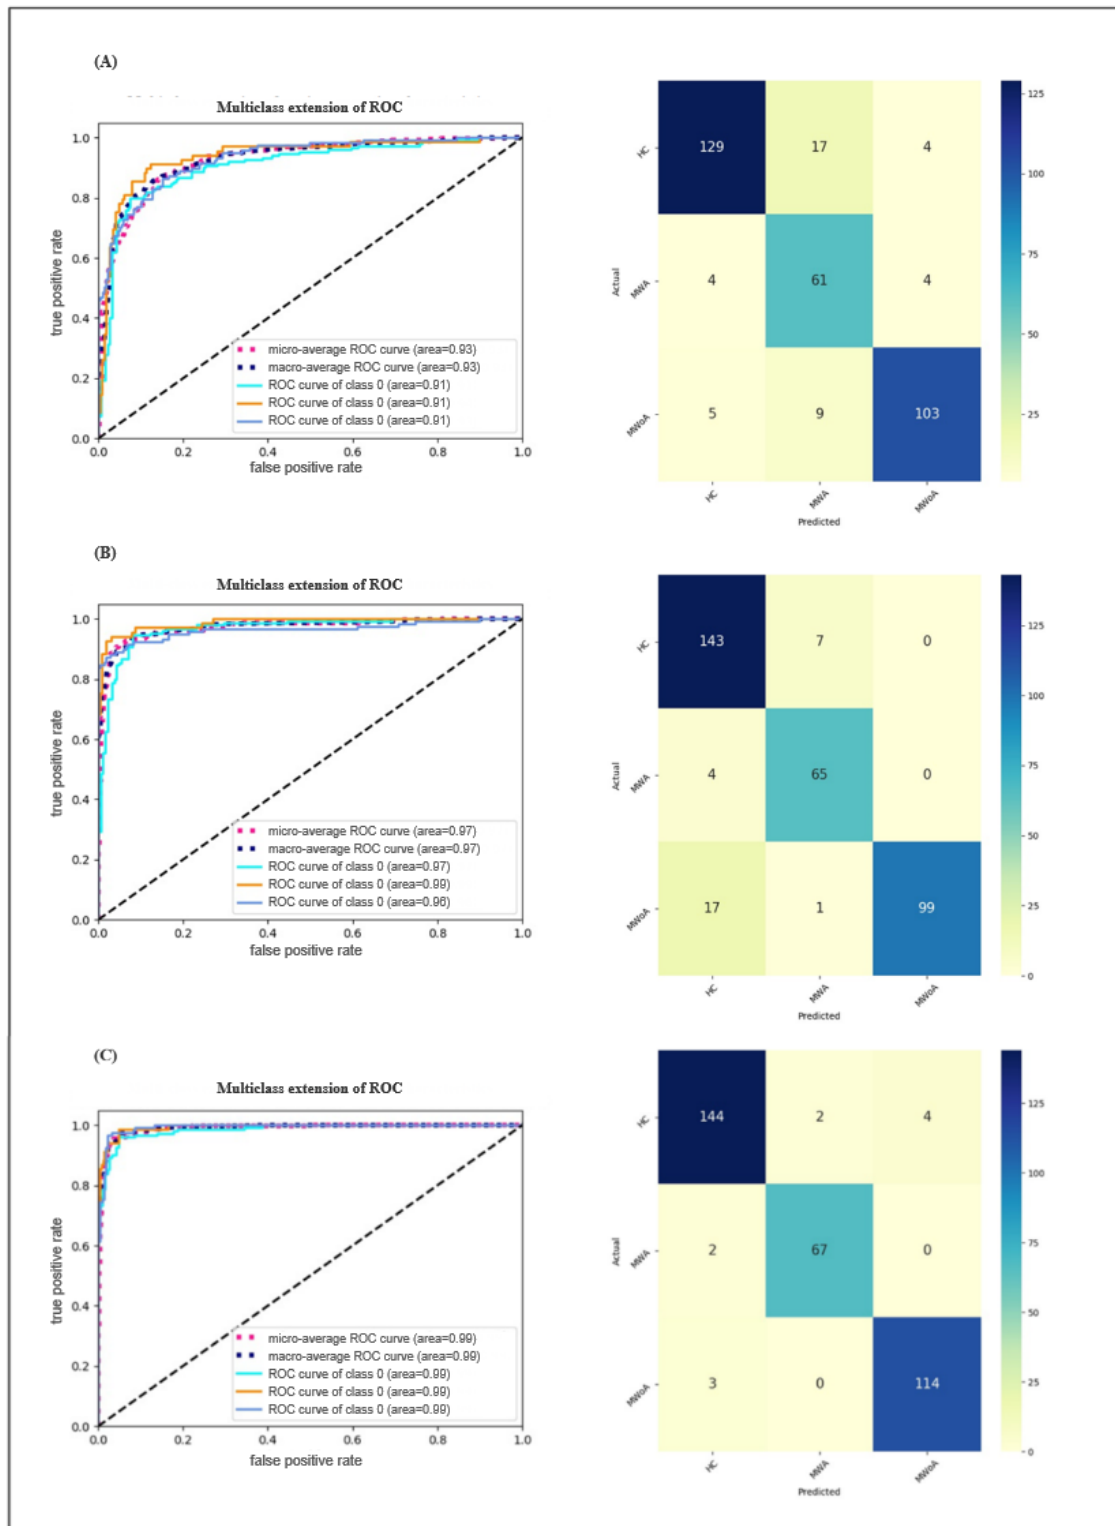 (A)
Multiclass extension of ROC
1.0
0.8
0.6
0.4
0.2
0.0
true positive rate
micro-average ROC curve (area=0.93)
macro-average ROC curve (area=0.93)
ROC curve of class 0 (area=0.91)
ROC curve of class 0 (area=0.91)
ROC curve of class 0 (area=0.91)
0.0 0.2 0.4 0.6 0.8 1.0
false positive rate
HC 129 17 4
MWA 4 61 4
MWoA 5 9 103
Actual
HC MWA MWoA
Predicted
125
100
75
50
25
(B)
Multiclass extension of ROC
1.0
0.8
0.6
0.4
0.2
0.0
true positive rate
micro-average ROC curve (area=0.97)
macro-average ROC curve (area=0.97)
ROC curve of class 0 (area=0.97)
ROC curve of class 0 (area=0.99)
ROC curve of class 0 (area=0.96)
0.0 0.2 0.4 0.6 0.8 1.0
false positive rate
HC 143 7 0
MWA 4 65 0
MWoA 17 1 99
Actual
HC MWA MWoA
Predicted
125
100
75
50
25
0
(C)
Multiclass extension of ROC
1.0
0.8
0.6
0.4
0.2
0.0
true positive rate
micro-average ROC curve (area=0.99)
macro-average ROC curve (area=0.99)
ROC curve of class 0 (area=0.99)
ROC curve of class 0 (area=0.99)
ROC curve of class 0 (area=0.99)
0.0 0.2 0.4 0.6 0.8 1.0
false positive rate
HC 144 2 4
MWA 2 67 0
MWoA 3 0 114
Actual
HC MWA MWoA
Predicted
125
100
75
50
25
0